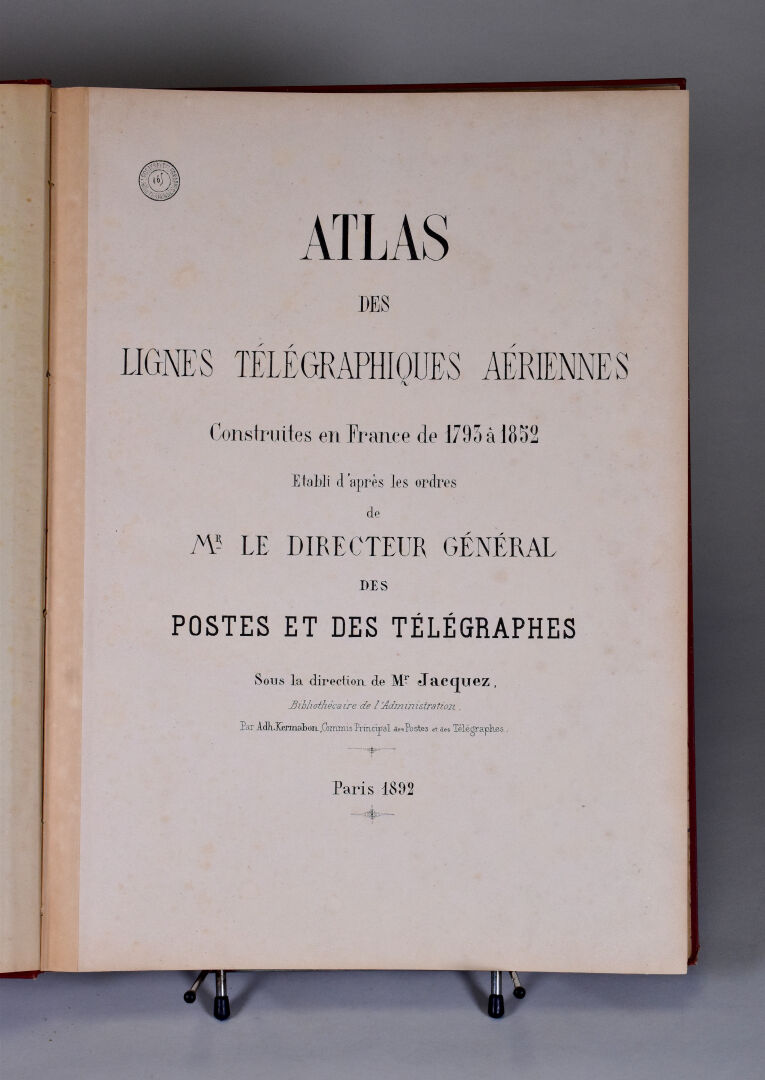 ATLAS
DES
LIGNES TÉLÉGRAPHIQUES AÉRIENNES
Construites en France de 1793 à 1852
Etabli d'après les ordres
de
MR LE DIRECTEUR GÉNÉRAL
DES
POSTES ET DES TÉLÉGRAPHES
Sous la direction de Mr Jacquez,
Bibliothécaire de l'Administration.
Par Adh. Kermabon, Commis Principal des Postes et des Télégraphes.
Paris 1892